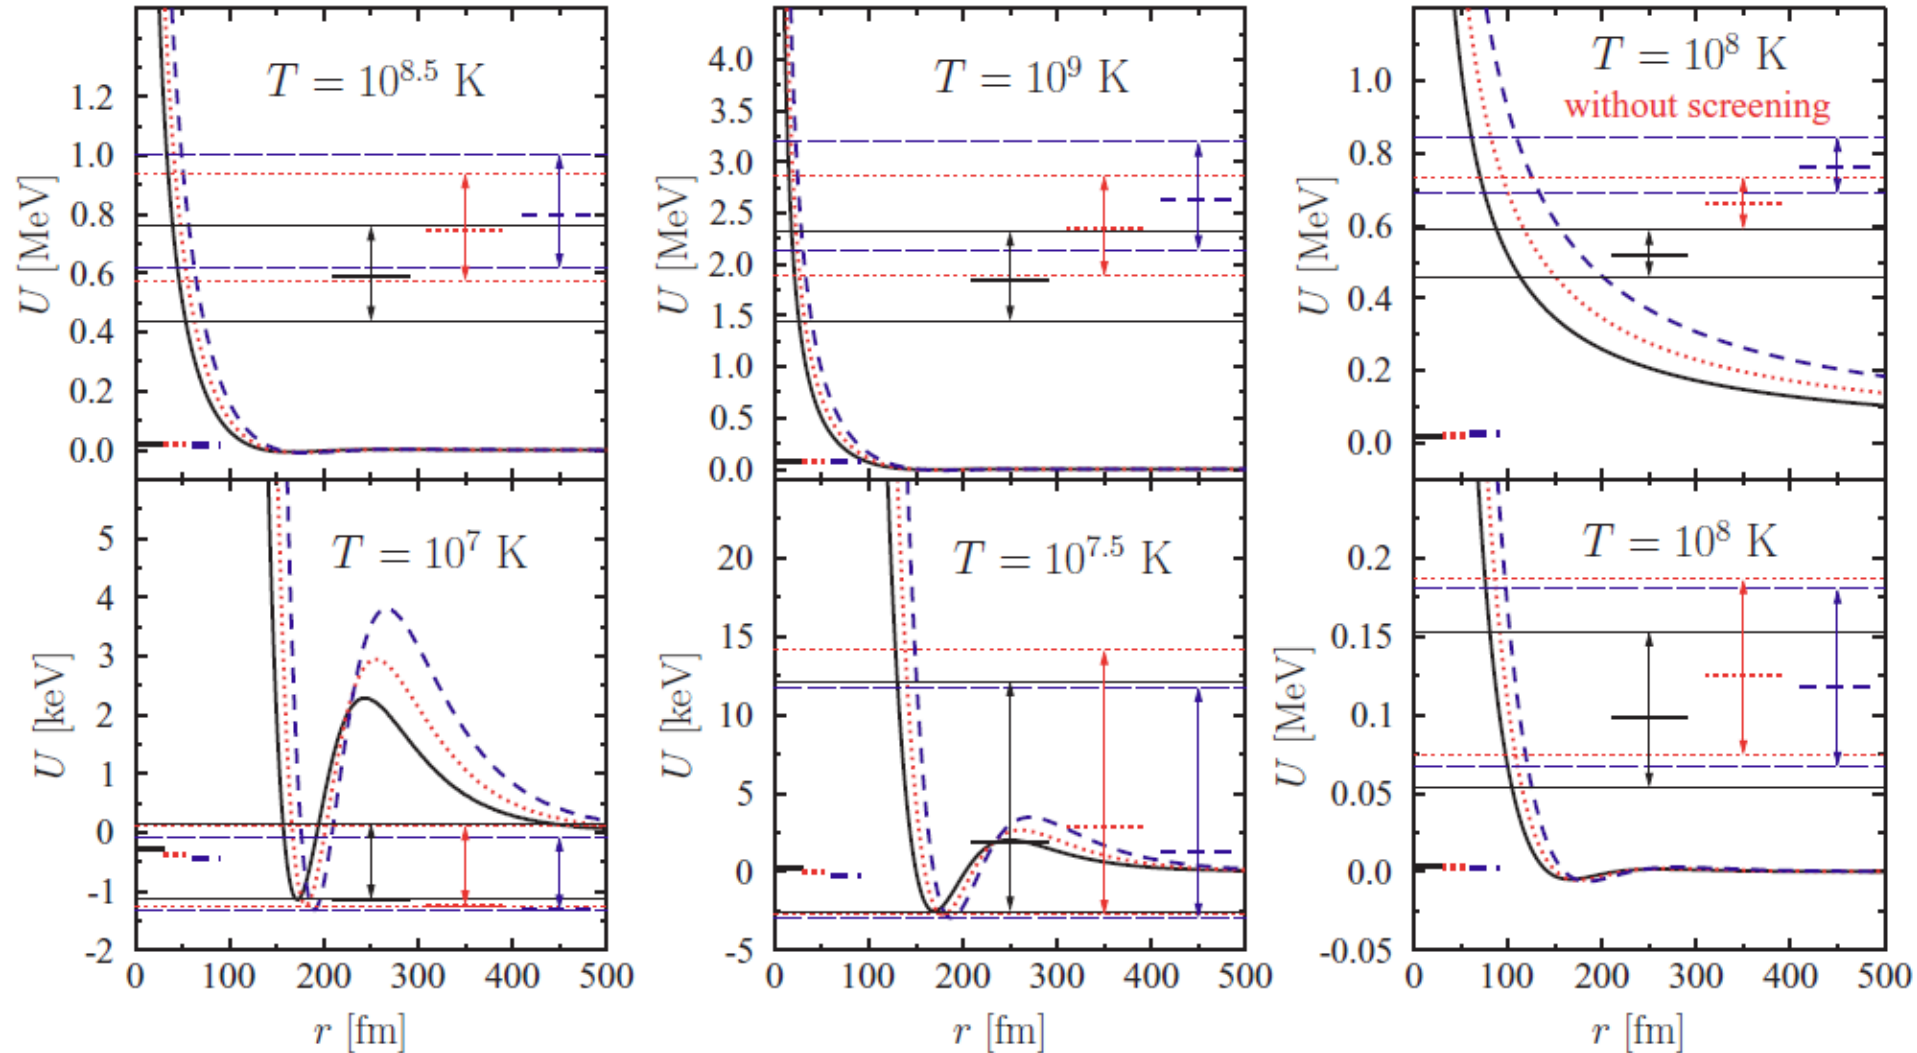 T = 10^8.5 K
U [MeV]
1.2
1.0
0.8
0.6
0.4
0.2
0.0
T = 10^9 K
U [MeV]
4.0
3.5
3.0
2.5
2.0
1.5
1.0
0.5
0.0
T = 10^8 K
without screening
U [MeV]
1.0
0.8
0.6
0.4
0.2
0.0
T = 10^7 K
U [keV]
5
4
3
2
1
0
-1
-2
0 100 200 300 400 500
r [fm]
T = 10^7.5 K
U [keV]
20
15
10
5
0
-5
0 100 200 300 400 500
r [fm]
T = 10^8 K
U [MeV]
0.2
0.15
0.1
0.05
0.0
-0.05
0 100 200 300 400 500
r [fm]